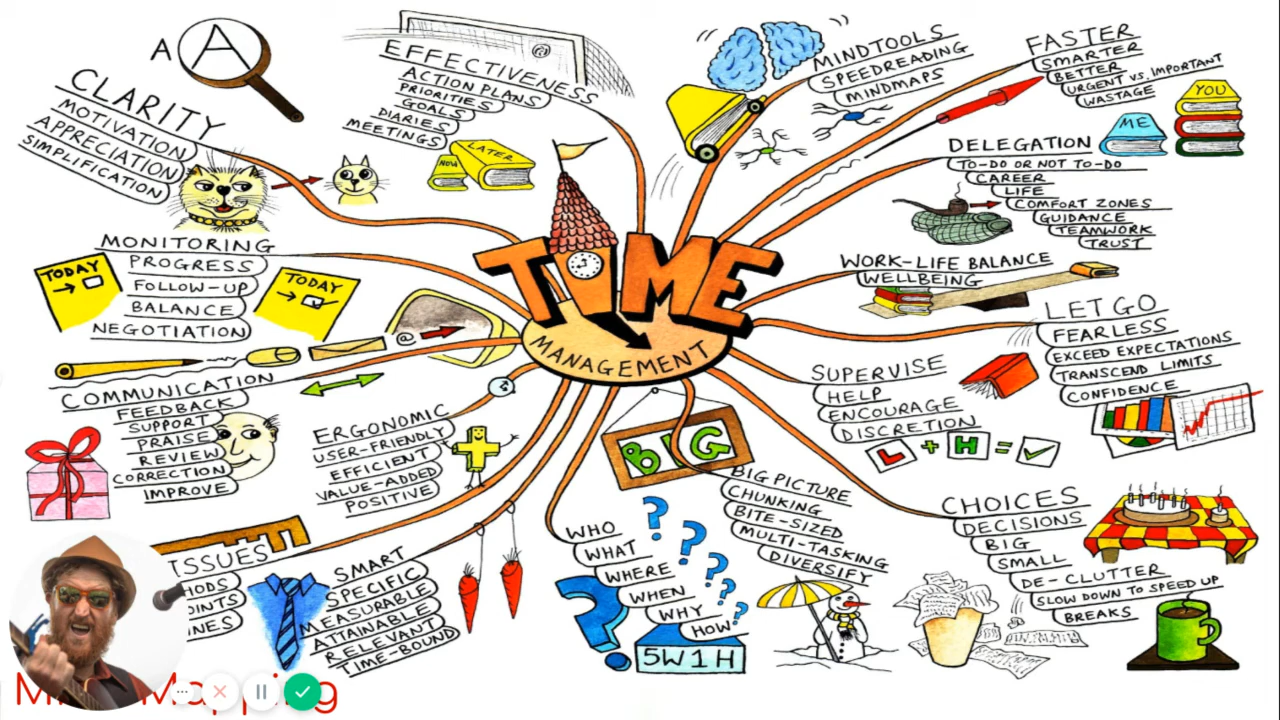 A A
CLARITY
MOTIVATION
APPRECIATION
SIMPLIFICATION
EFFECTIVENESS
@
ACTION PLANS
PRIORITIES
GOALS
DIARIES
MEETINGS
NOW
LATER
MINDTOOLS
SPEEDREADING
MINDMAPS
FASTER
SMARTER
BETTER
URGENT VS. IMPORTANT
WASTAGE
YOU
ME
DELEGATION
TO-DO OR NOT TO-DO
CAREER
LIFE
COMFORT ZONES
GUIDANCE
TEAMWORK
TRUST
MONITORING
PROGRESS
FOLLOW-UP
BALANCE
NEGOTIATION
TODAY
TODAY
TIME
MANAGEMENT
WORK-LIFE BALANCE
WELLBEING
LET GO
FEARLESS
EXCEED EXPECTATIONS
TRANSCEND LIMITS
CONFIDENCE
@
COMMUNICATION
FEEDBACK
SUPPORT
PRAISE
REVIEW
CORRECTION
IMPROVE
ERGONOMIC
USER-FRIENDLY
EFFICIENT
VALUE-ADDED
POSITIVE
SUPERVISE
HELP
ENCOURAGE
DISCRETION
L + H =
BIG
BIG PICTURE
CHUNKING
BITE-SIZED
MULTI-TASKING
DIVERSIFY
CHOICES
DECISIONS
BIG
SMALL
DE-CLUTTER
SLOW DOWN TO SPEED UP
BREAKS
ISSUES
SMART
SPECIFIC
MEASURABLE
ATTAINABLE
RELEVANT
TIME-BOUND
WHO
WHAT
WHERE
WHEN
WHY
HOW
? ? ? ? ? ?
5W1H